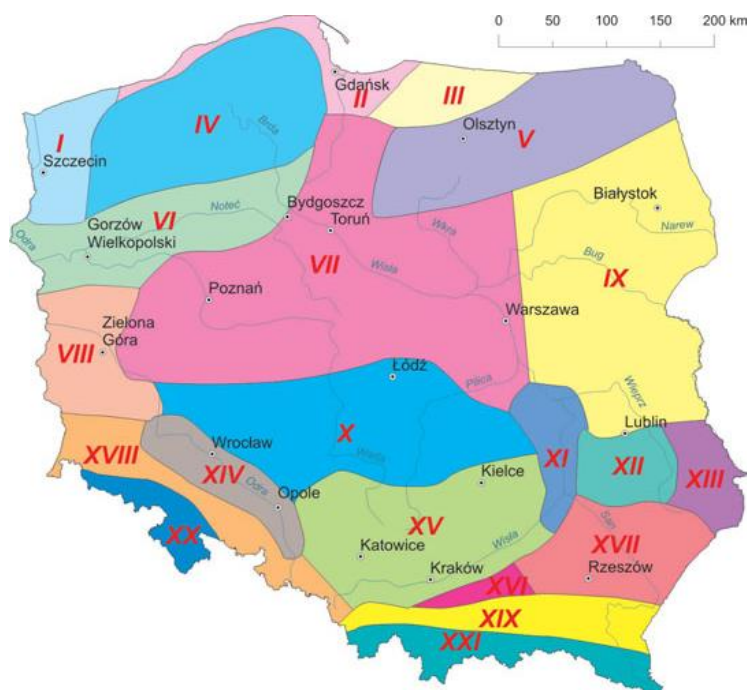 0 50 100 150 200 km
Gdańsk
II
III
I
IV
Brda
Olsztyn
V
Szczecin
Białystok
VI
Noteć
Bydgoszcz
Toruń
Wkra
Narew
Odra
Gorzów
Wielkopolski
VII
Wisła
Bug
IX
Poznań
Warszawa
Zielona
Góra
VIII
Łódź
Pilica
Wieprz
Lublin
X
Warta
XVIII
Wrocław
XIV
Odra
Opole
Kielce
XI
XII
XIII
XX
XV
San
XVII
Katowice
Wisła
Kraków
XVI
Rzeszów
XIX
XXI